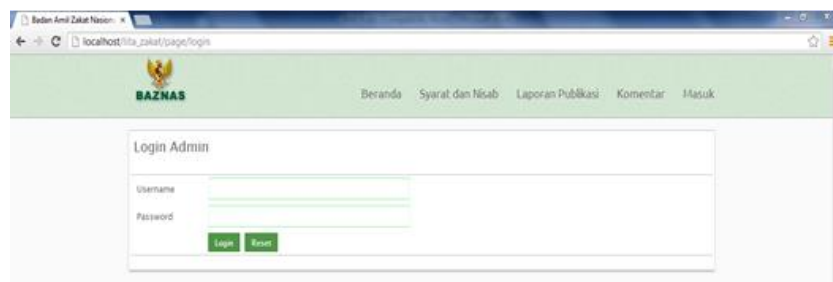 Badan Amil Zakat Nasion
localhost/lita_zakat/page/login
BAZNAS
Beranda Syarat dan Nisab Laporan Publikasi Komentar Masuk
Login Admin
Username
Password
Login Reset